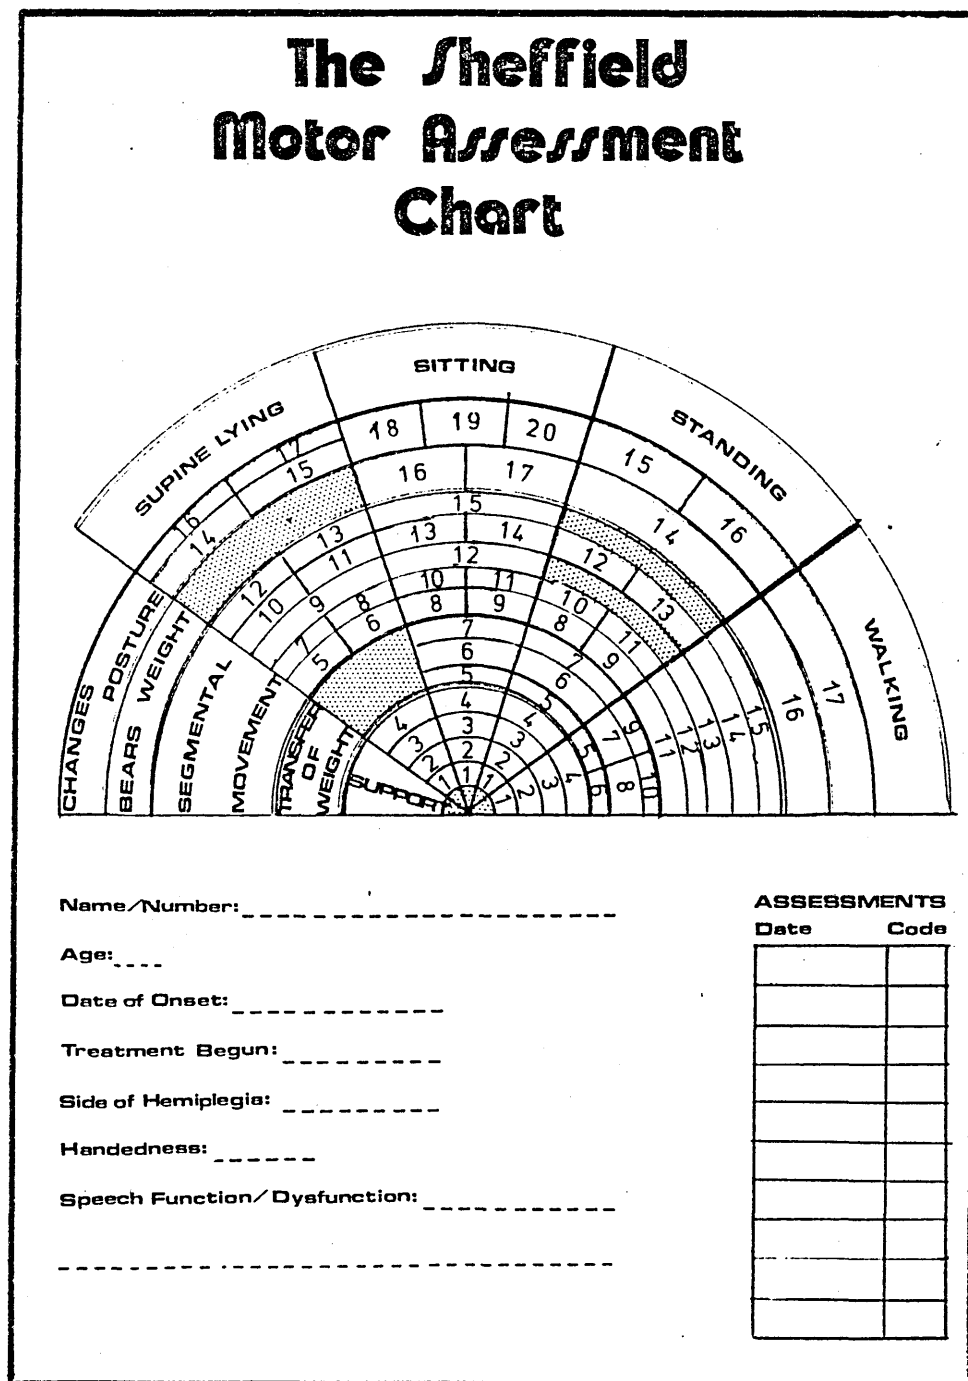 The Sheffield
Motor Assessment
Chart
SUPINE LYING
SITTING
STANDING
WALKING
CHANGES POSTURE
BEARS WEIGHT
SEGMENTAL MOVEMENT
TRANSFER OF WEIGHT
SUPPORT
17
16
15
14
13
12
11
10
9
8
7
6
5
4
3
2
1
18 19 20
16 17
15
13 14
12
10 11
8 9
7
6
5
4
3
2
1
15 16
14
12 13
10 11
8 9
7
6
5
4
3
2
1
17
16
15
14
13
12
11
9 10
7 8
5 6
4
3
2
1
Name/Number:
Age:
Date of Onset:
Treatment Begun:
Side of Hemiplegia:
Handedness:
Speech Function/Dysfunction:
ASSESSMENTS
Date Code